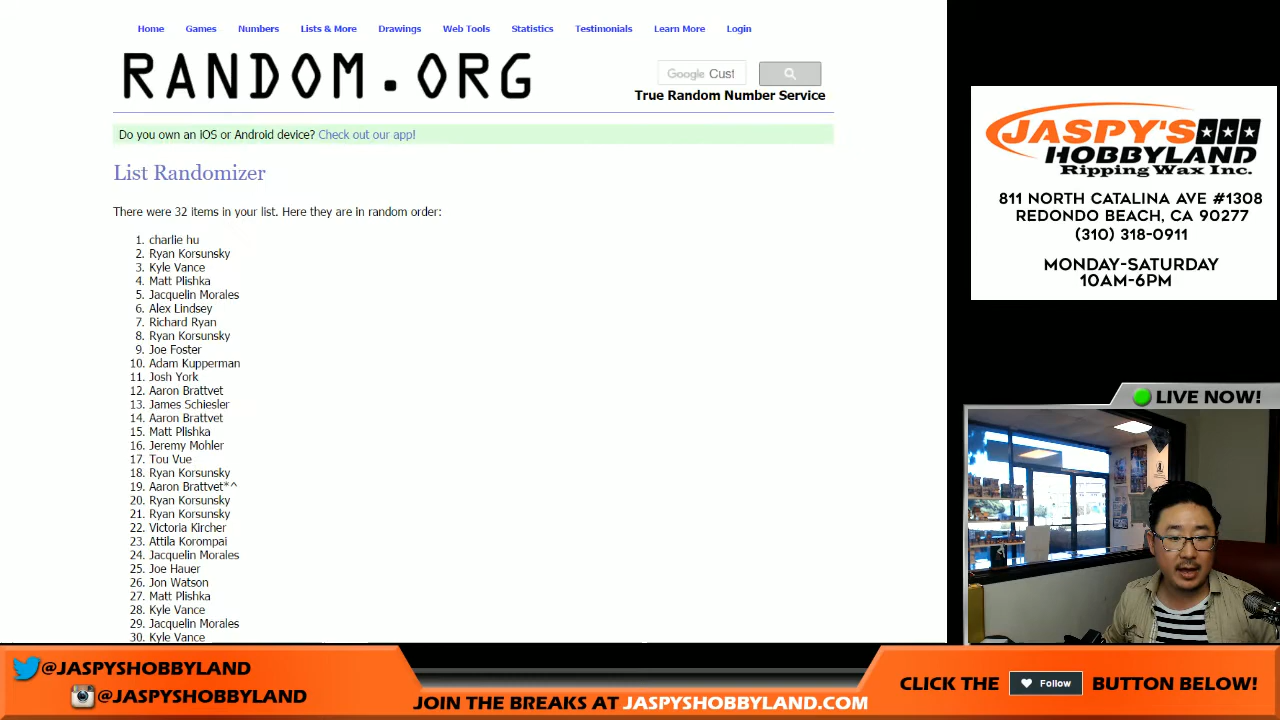 Home Games Numbers Lists & More Drawings Web Tools Statistics Testimonials Learn More Login
RANDOM.ORG
Google Cust
True Random Number Service
Do you own an iOS or Android device? Check out our app!
List Randomizer
There were 32 items in your list. Here they are in random order:
1. charlie hu
2. Ryan Korsunsky
3. Kyle Vance
4. Matt Plishka
5. Jacquelin Morales
6. Alex Lindsey
7. Richard Ryan
8. Ryan Korsunsky
9. Joe Foster
10. Adam Kupperman
11. Josh York
12. Aaron Brattvet
13. James Schiesler
14. Aaron Brattvet
15. Matt Plishka
16. Jeremy Mohler
17. Tou Vue
18. Ryan Korsunsky
19. Aaron Brattvet*^
20. Ryan Korsunsky
21. Ryan Korsunsky
22. Victoria Kircher
23. Attila Korompai
24. Jacquelin Morales
25. Joe Hauer
26. Jon Watson
27. Matt Plishka
28. Kyle Vance
29. Jacquelin Morales
30. Kyle Vance
JASPY'S
HOBBYLAND
Ripping Wax Inc.
811 NORTH CATALINA AVE #1308
REDONDO BEACH, CA 90277
(310) 318-0911
MONDAY-SATURDAY
10AM-6PM
LIVE NOW!
@JASPYSHOBBYLAND
@JASPYSHOBBYLAND
JOIN THE BREAKS AT JASPYSHOBBYLAND.COM
CLICK THE Follow BUTTON BELOW!